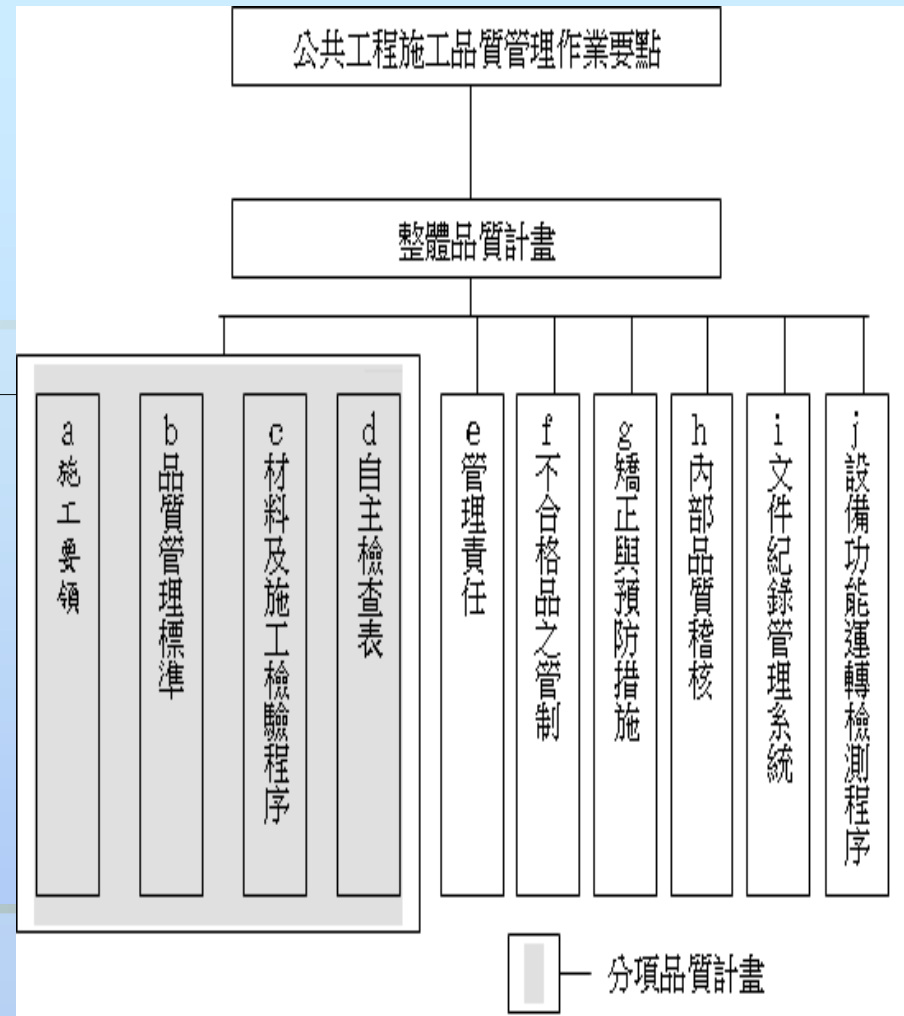 公共工程施工品質管理作業要點
整體品質計畫
a施工要領
b品質管理標準
c材料及施工檢驗程序
d自主檢查表
e管理責任
f不合格品之管制
g矯正與預防措施
h內部品質稽核
i文件紀錄管理系統
j設備功能運轉檢測程序
分項品質計畫